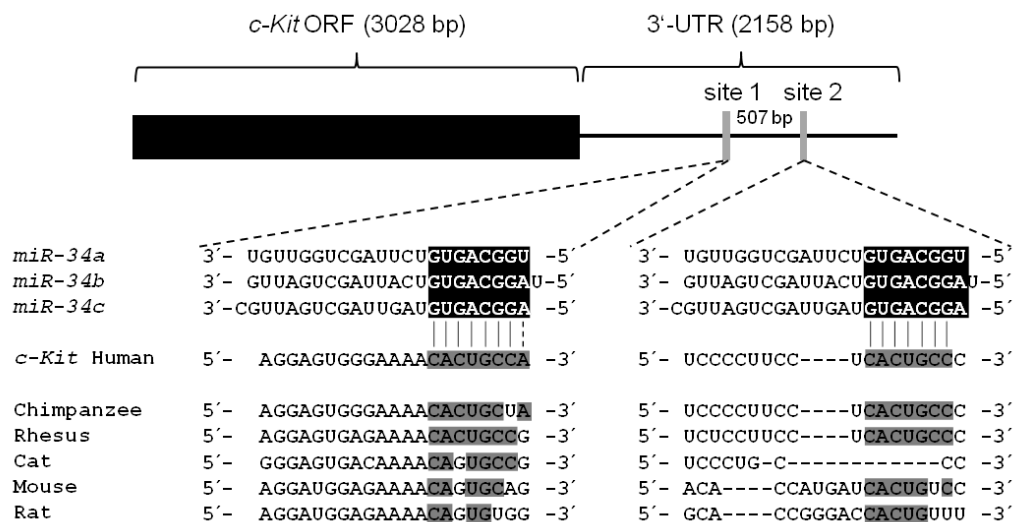 c-Kit ORF (3028 bp) 3‘-UTR (2158 bp)
site 1 site 2
507 bp
miR-34a 3´- UGUUGGUCGAUUCUGUGACGGU -5´ 3´- UGUUGGUCGAUUCUGUGACGGU -5´
miR-34b 3´- GUUAGUCGAUUACUGUGACGGAU-5´ 3´- GUUAGUCGAUUACUGUGACGGAU-5´
miR-34c 3´-CGUUAGUCGAUUGAUGUGACGGA -5´ 3´-CGUUAGUCGAUUGAUGUGACGGA -5´
c-Kit Human 5´- AGGAGUGGGAAAACACUGCCA -3´ 5´- UCCCCUUCC----UCACUGCCC -3´
Chimpanzee 5´- AGGAGUGGGAAAACACUGCUA -3´ 5´- UCCCCUUCC----UCACUGCCC -3´
Rhesus 5´- AGGAGUGAGAAAACACUGCCG -3´ 5´- UCUCCUUCC----UCACUGCCC -3´
Cat 5´- GGGAGUGACAAAACAGUGCCG -3´ 5´- UCCCUG-C------------CC -3´
Mouse 5´- AGGAUGGAGAAAACAGUGCAG -3´ 5´- ACA----CCAUGAUCACUGUCC -3´
Rat 5´- AGGAUGGAGAAAACAGUGUGG -3´ 5´- GCA----CCGGGACCACUGUUU -3´